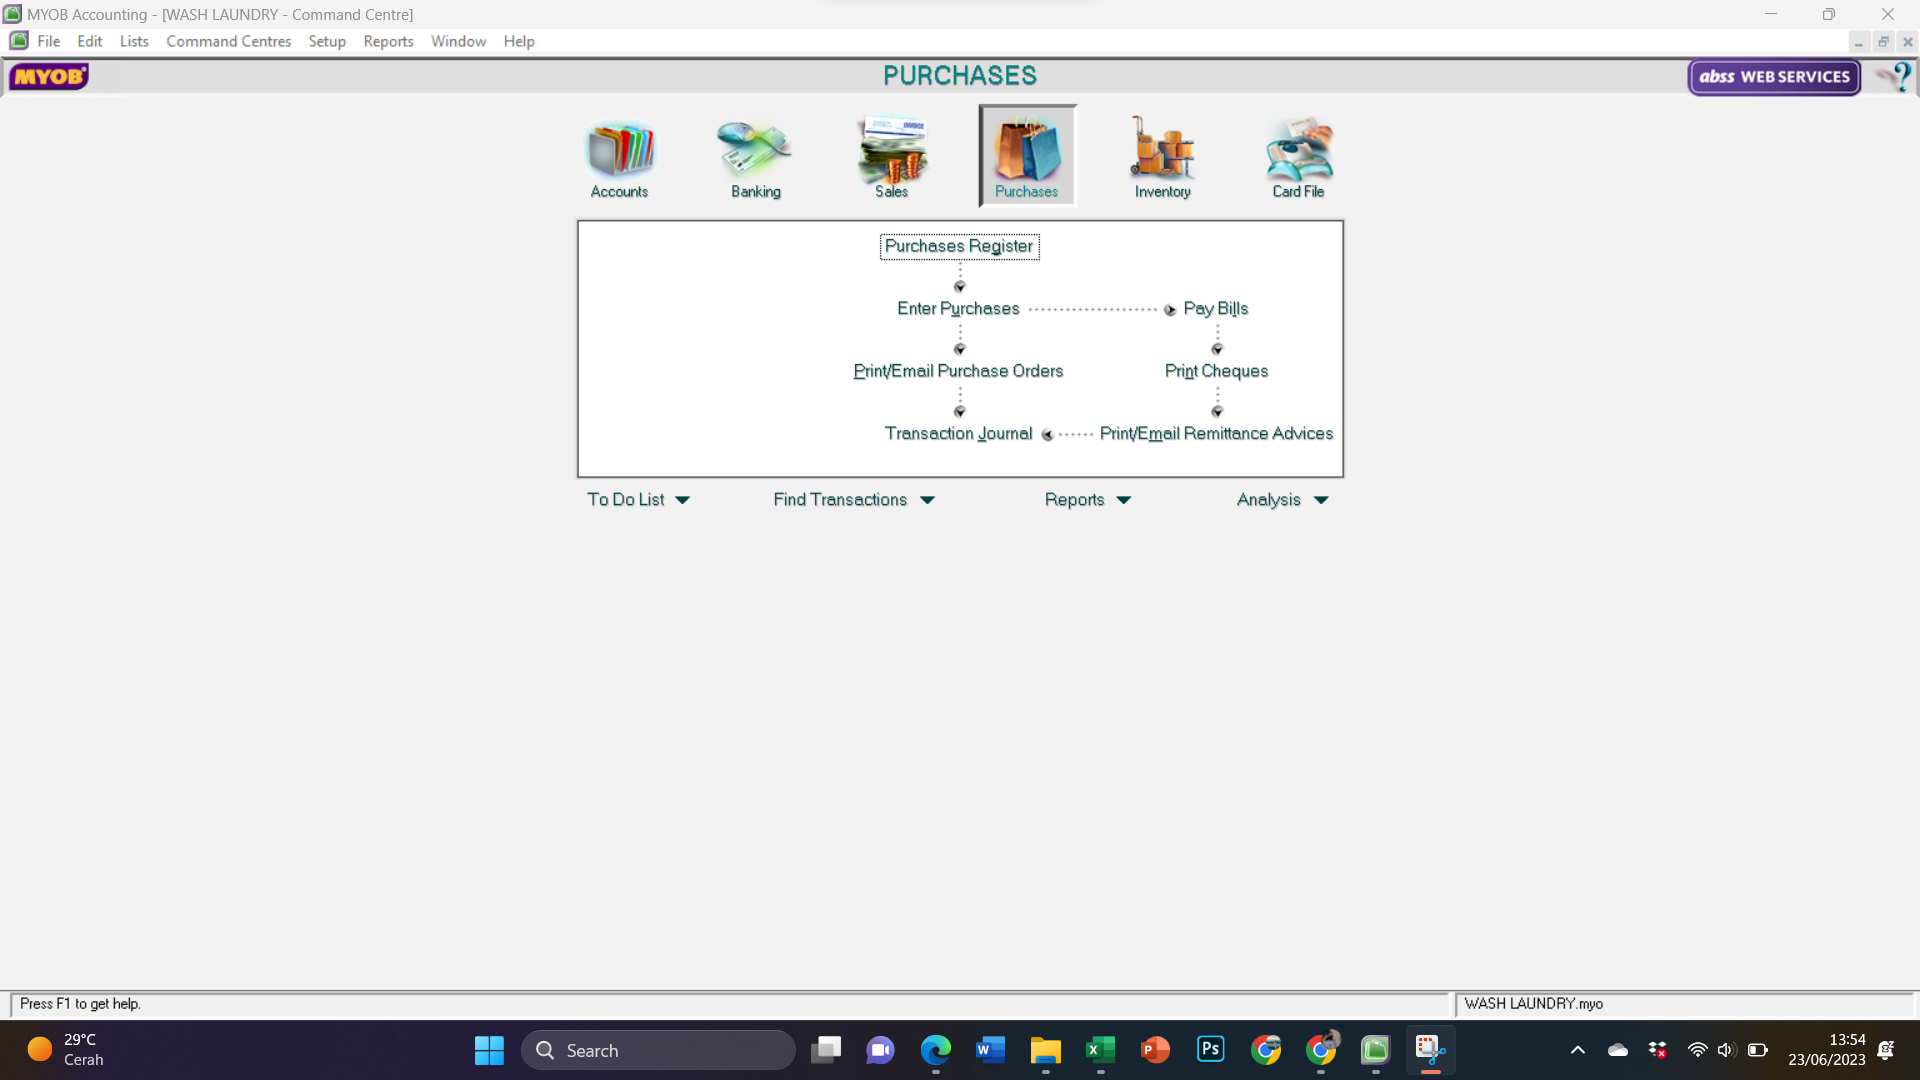 MYOB Accounting - [WASH LAUNDRY - Command Centre]
File Edit Lists Command Centres Setup Reports Window Help
MYOB
PURCHASES
abss WEB SERVICES
?
INVOICE
Accounts Banking Sales Purchases Inventory Card File
Purchases Register
Enter Purchases Pay Bills
Print/Email Purchase Orders Print Cheques
Transaction Journal Print/Email Remittance Advices
To Do List Find Transactions Reports Analysis
Press F1 to get help. WASH LAUNDRY.myo
29°C
Cerah
Search
W
X
P
Ps
13:54
23/06/2023